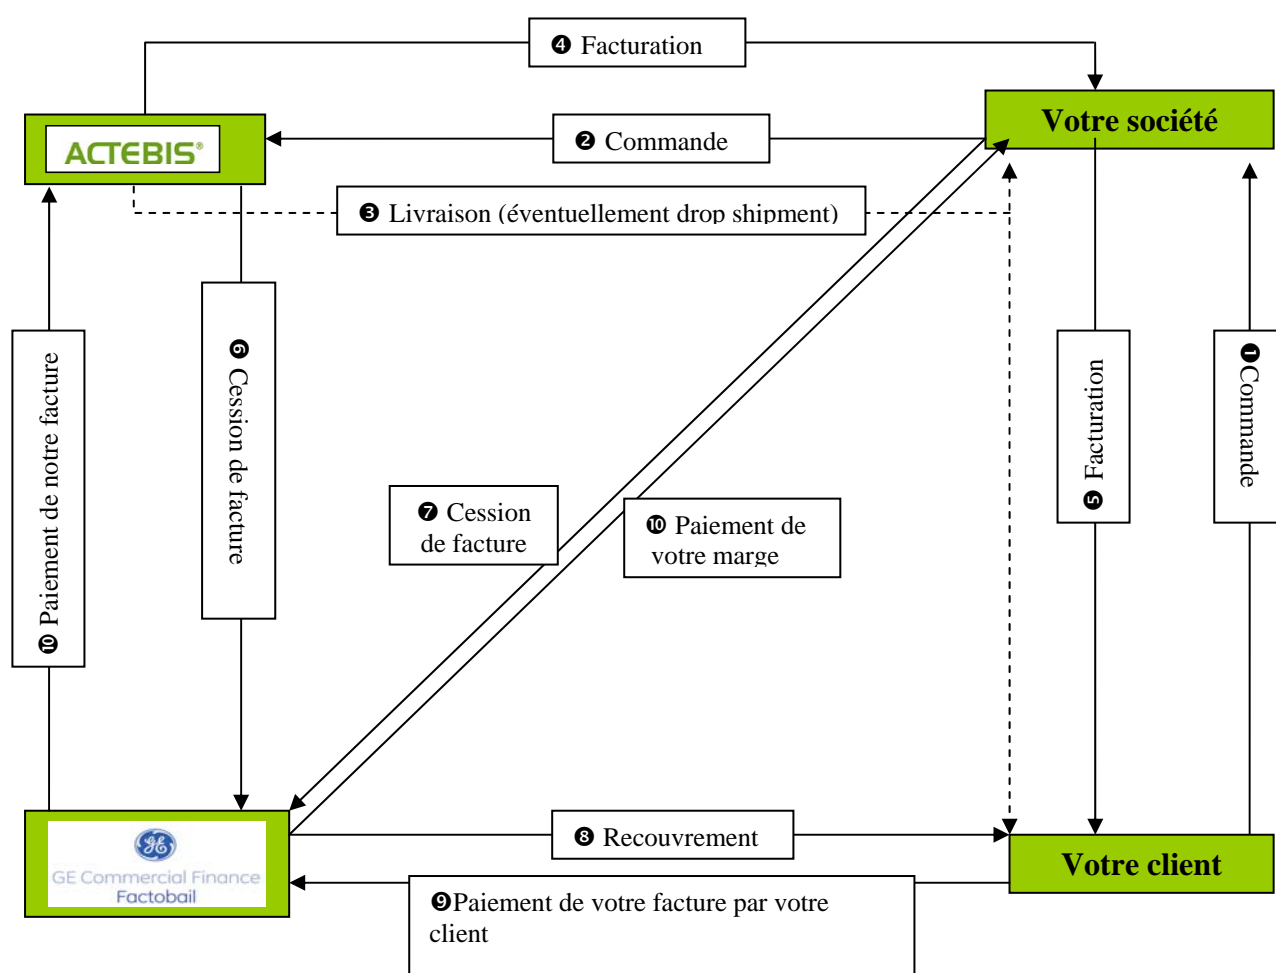 ❹ Facturation
Votre société
ACTEBIS®
❷ Commande
❸ Livraison (éventuellement drop shipment)
❿ Paiement de notre facture
❻ Cession de facture
❺ Facturation
❶Commande
❼ Cession
de facture
❿ Paiement de
votre marge
GE
GE Commercial Finance
Factobail
❽ Recouvrement
Votre client
❾Paiement de votre facture par votre
client